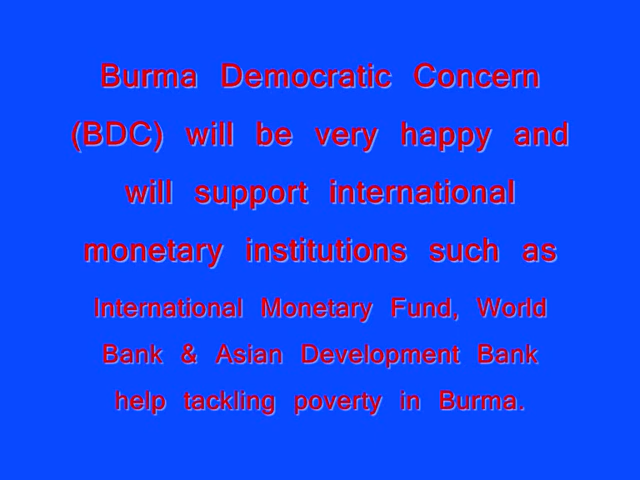 Burma Democratic Concern
(BDC) will be very happy and
will support international
monetary institutions such as
International Monetary Fund, World
Bank & Asian Development Bank
help tackling poverty in Burma.